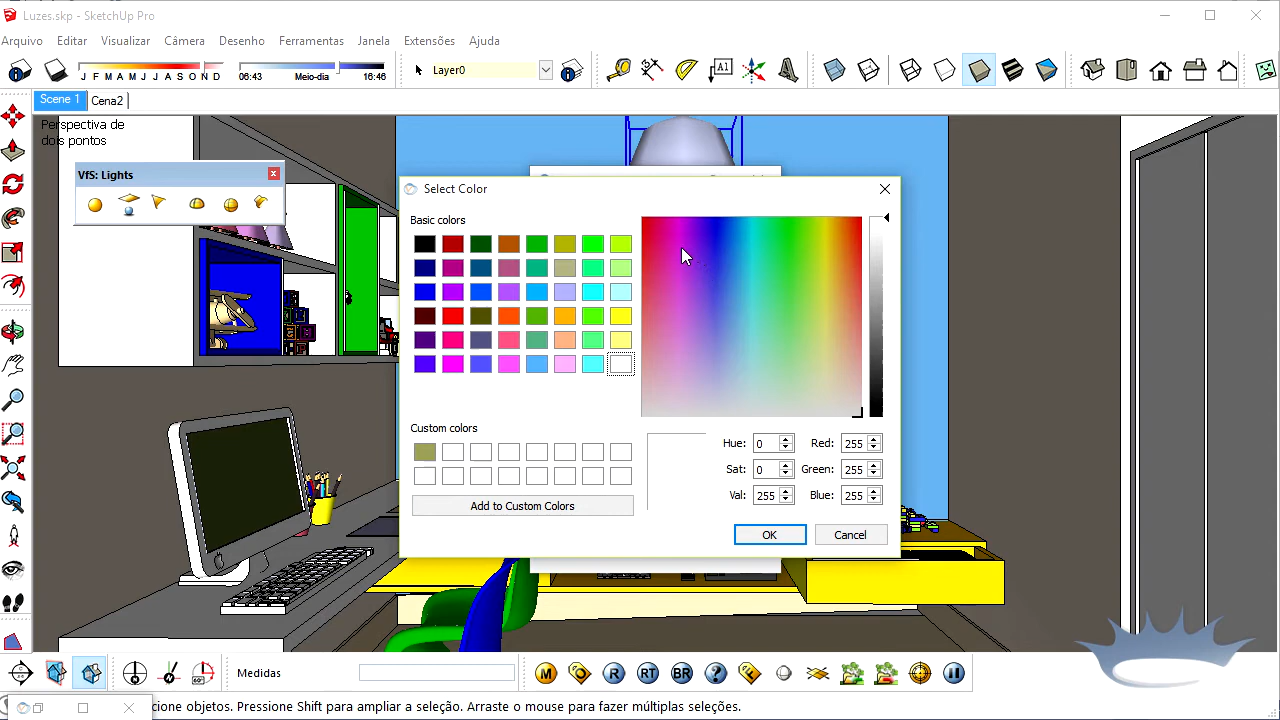 Luzes.skp - SketchUp Pro
Arquivo Editar Visualizar Câmera Desenho Ferramentas Janela Extensões Ajuda
J F M A M J J A S O N D 06:43 Meio-dia 16:46 Layer0 A1
Scene 1 Cena2
Perspectiva de
dois pontos
VfS: Lights
Select Color
Basic colors
Custom colors
Hue: 0 Red: 255
Sat: 0 Green: 255
Val: 255 Blue: 255
Add to Custom Colors
OK Cancel
Medidas M O R RT BR ? F
cione objetos. Pressione Shift para ampliar a seleção. Arraste o mouse para fazer múltiplas seleções.